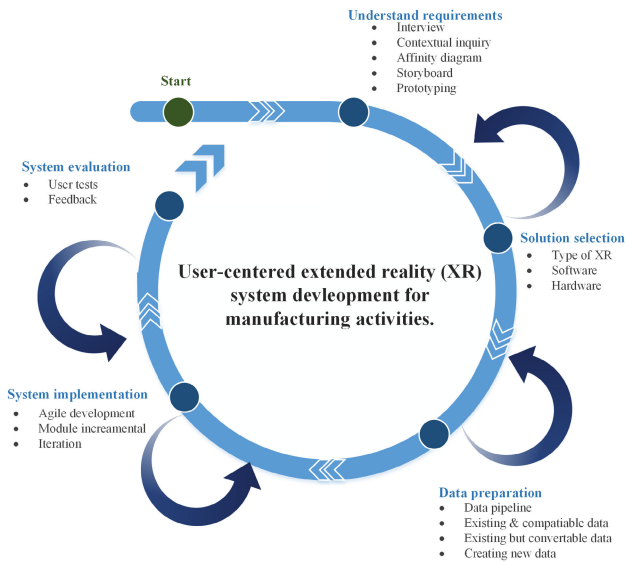 Understand requirements
• Interview
• Contextual inquiry
• Affinity diagram
• Storyboard
• Prototyping
Start
System evaluation
• User tests
• Feedback
Solution selection
• Type of XR
• Software
• Hardware
User-centered extended reality (XR)
system devleopment for
manufacturing activities.
System implementation
• Agile development
• Module increamental
• Iteration
Data preparation
• Data pipeline
• Existing & compatiable data
• Existing but convertable data
• Creating new data